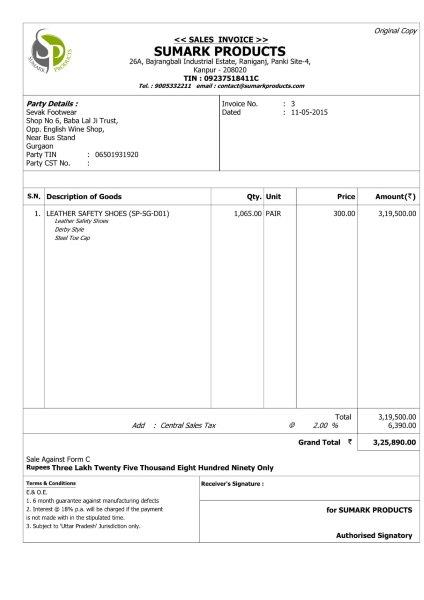 Original Copy
SUMARK PRODUCTS
<< SALES INVOICE >>
SUMARK PRODUCTS
26A, Bajrangbali Industrial Estate, Raniganj, Panki Site-4,
Kanpur - 208020
TIN : 09237518411C
Tel. : 9005332211 email : contact@sumarkproducts.com
Party Details :
Sevak Footwear
Shop No 6, Baba Lal Ji Trust,
Opp. English Wine Shop,
Near Bus Stand
Gurgaon
Party TIN : 06501931920
Party CST No. :
Invoice No. : 3
Dated : 11-05-2015
S.N. Description of Goods Qty. Unit Price Amount(₹)
1. LEATHER SAFETY SHOES (SP-SG-D01) 1,065.00 PAIR 300.00 3,19,500.00
Leather Safety Shoes
Derby Style
Steel Toe Cap
Total 3,19,500.00
Add : Central Sales Tax @ 2.00 % 6,390.00
Grand Total ₹ 3,25,890.00
Sale Against Form C
Rupees Three Lakh Twenty Five Thousand Eight Hundred Ninety Only
Terms & Conditions
E.& O.E.
1. 6 month guarantee against manufacturing defects
2. Interest @ 18% p.a. will be charged if the payment
is not made with in the stipulated time.
3. Subject to 'Uttar Pradesh' Jurisdiction only.
Receiver's Signature :
for SUMARK PRODUCTS
Authorised Signatory